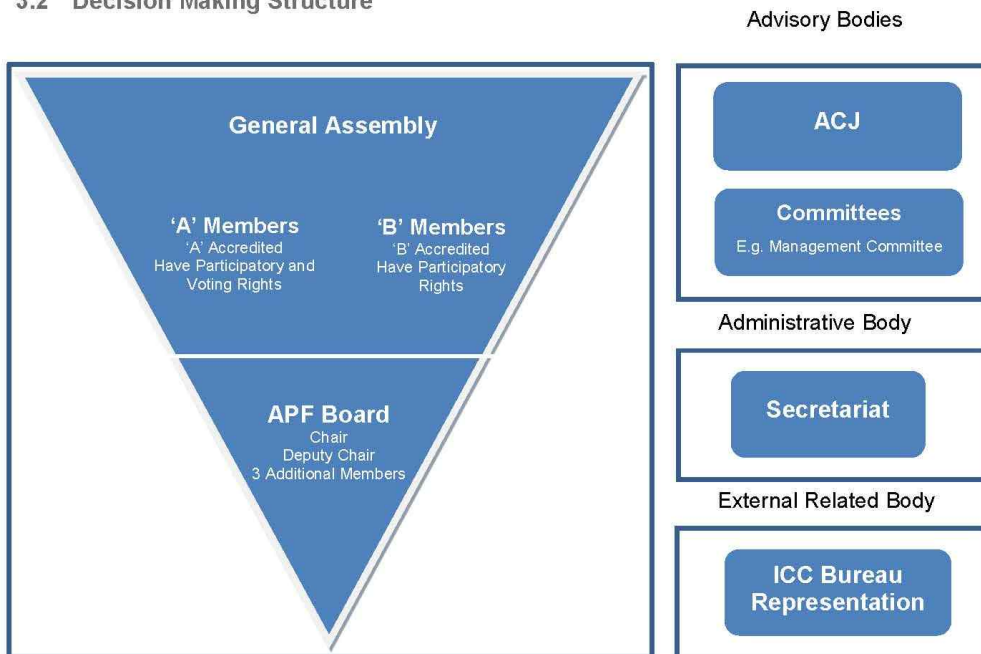 3.2 Decision Making Structure
General Assembly
‘A’ Members
‘A’ Accredited
Have Participatory and
Voting Rights
‘B’ Members
‘B’ Accredited
Have Participatory
Rights
APF Board
Chair
Deputy Chair
3 Additional Members
Advisory Bodies
ACJ
Committees
E.g. Management Committee
Administrative Body
Secretariat
External Related Body
ICC Bureau
Representation